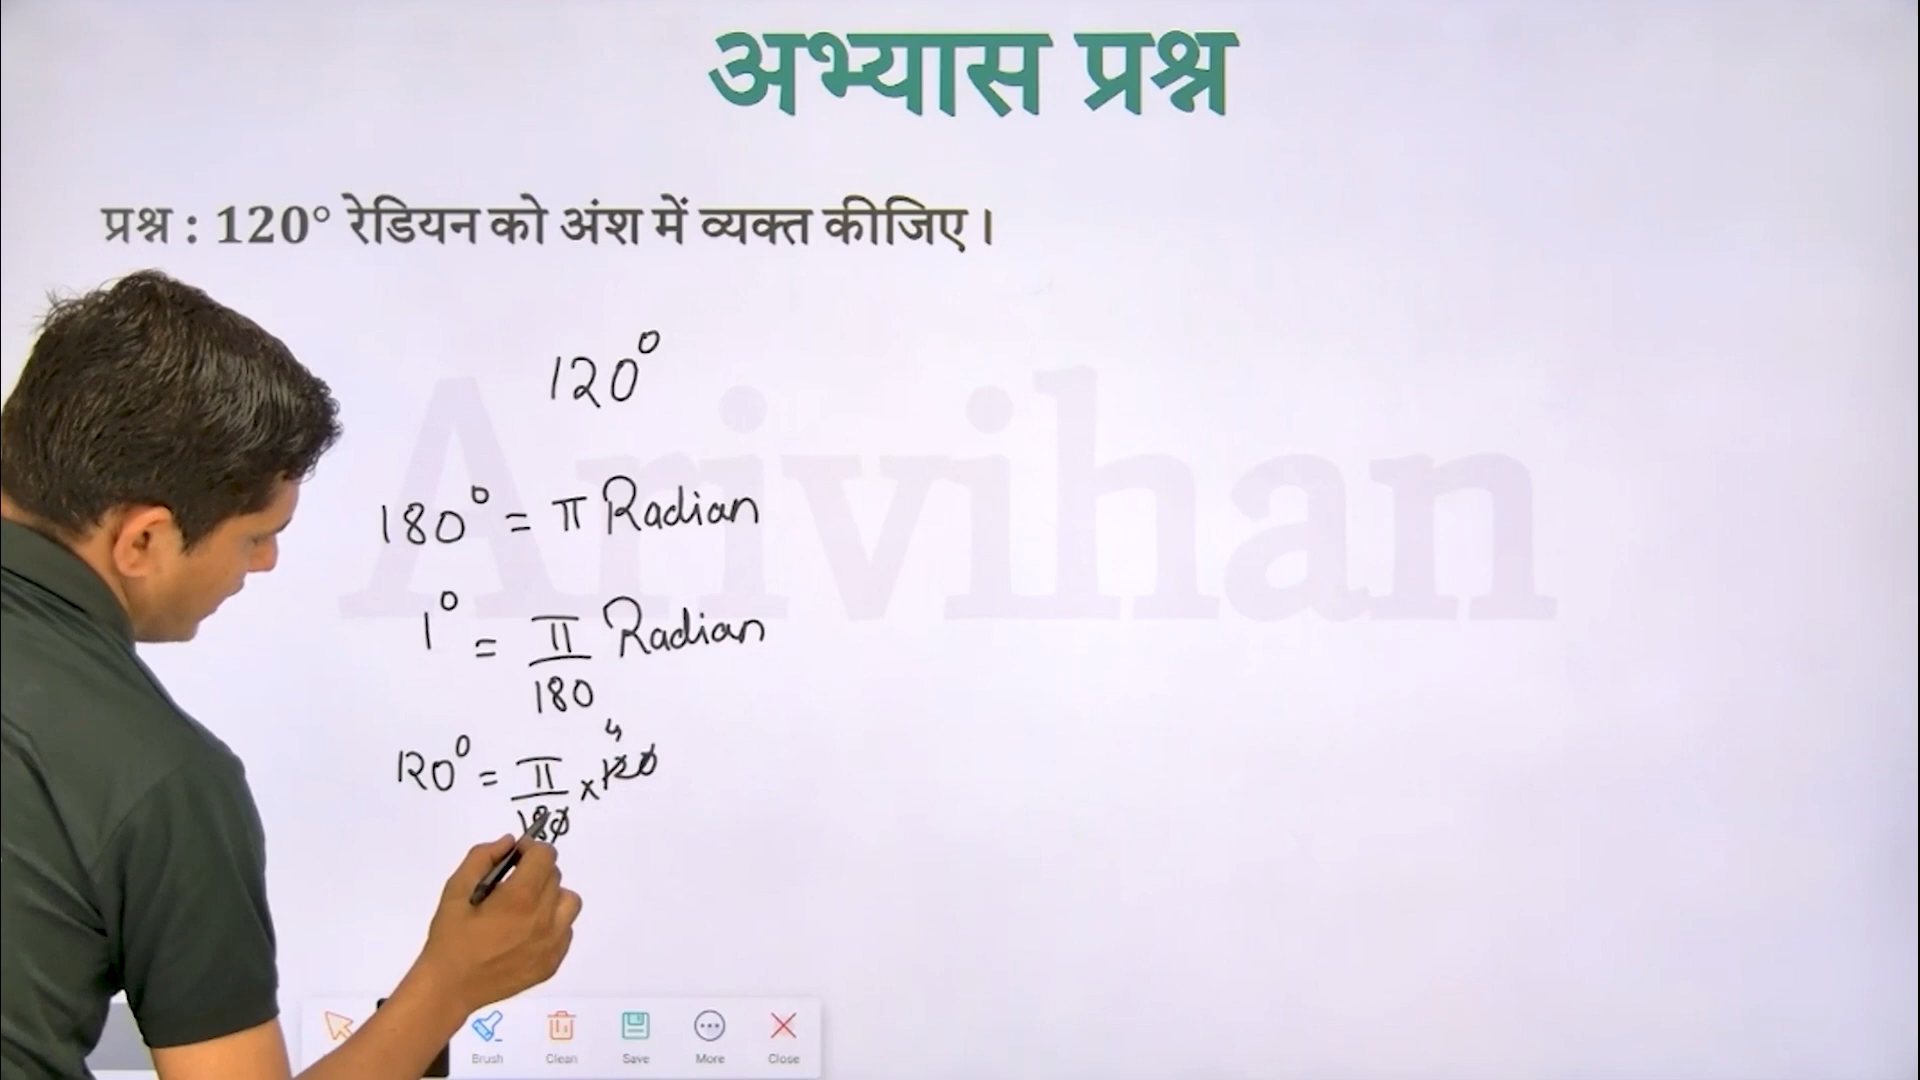 अभ्यास प्रश्न
प्रश्न : 120° रेडियन को अंश में व्यक्त कीजिए।
Arivihan
120°
180° = π Radian
1° = π/180 Radian
4
120° = π/180 × 120
Brush Clean Save More Close